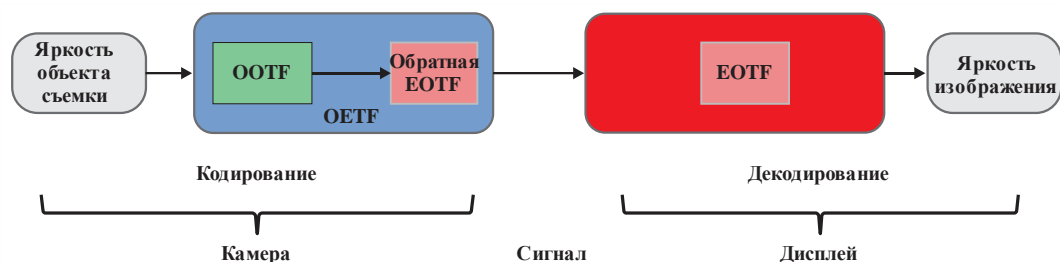 Яркость
объекта
съемки
OOTF
Обратная
EOTF
OETF
EOTF
Яркость
изображения
Кодирование
Декодирование
Камера
Сигнал
Дисплей